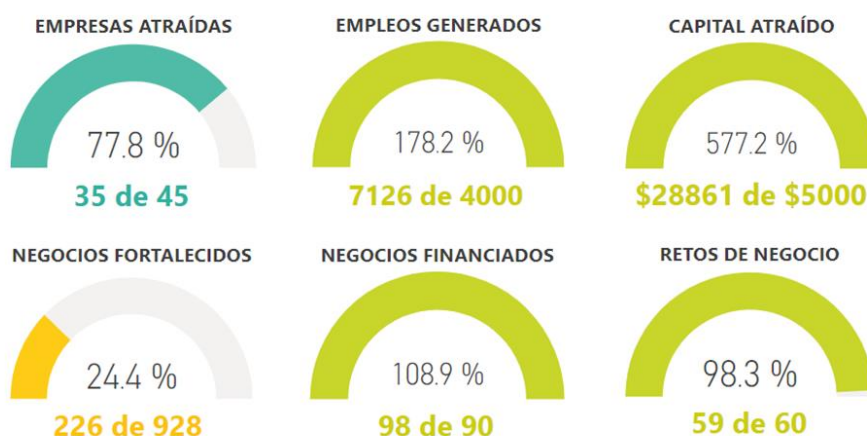 EMPRESAS ATRAÍDAS
77.8 %
35 de 45
EMPLEOS GENERADOS
178.2 %
7126 de 4000
CAPITAL ATRAÍDO
577.2 %
$28861 de $5000
NEGOCIOS FORTALECIDOS
24.4 %
226 de 928
NEGOCIOS FINANCIADOS
108.9 %
98 de 90
RETOS DE NEGOCIO
98.3 %
59 de 60